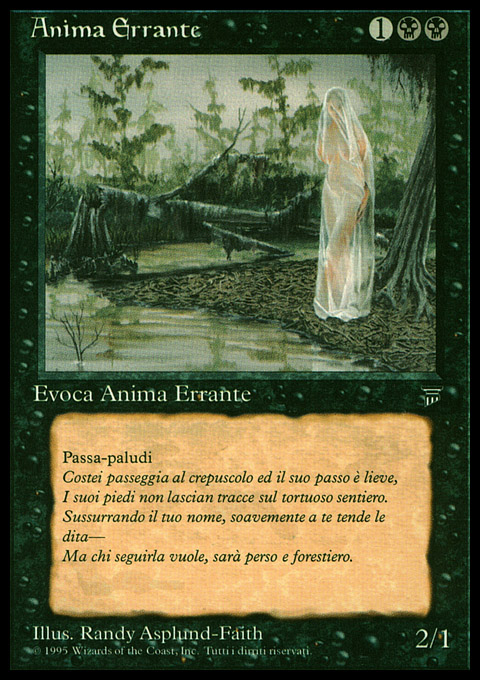 Anima Errante 1
Evoca Anima Errante
Passa-paludi
Costei passeggia al crepuscolo ed il suo passo è lieve,
I suoi piedi non lascian tracce sul tortuoso sentiero.
Sussurrando il tuo nome, soavemente a te tende le
dita—
Ma chi seguirla vuole, sarà perso e forestiero.
Illus. Randy Asplund-Faith
2/1
© 1995 Wizards of the Coast, Inc. Tutti i diritti riservati.